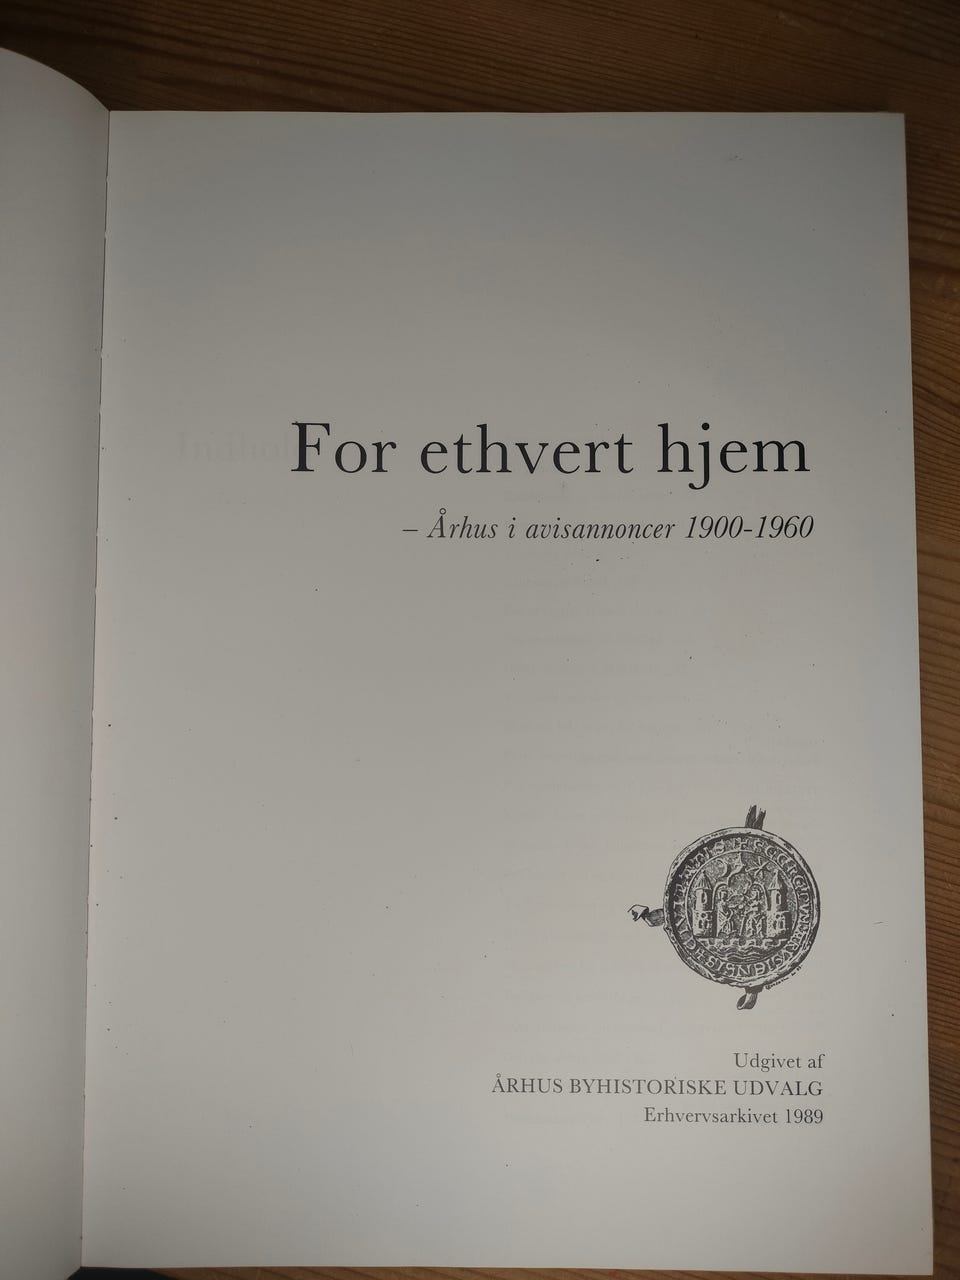 For ethvert hjem
– Århus i avisannoncer 1900-1960
Udgivet af
ÅRHUS BYHISTORISKE UDVALG
Erhvervsarkivet 1989